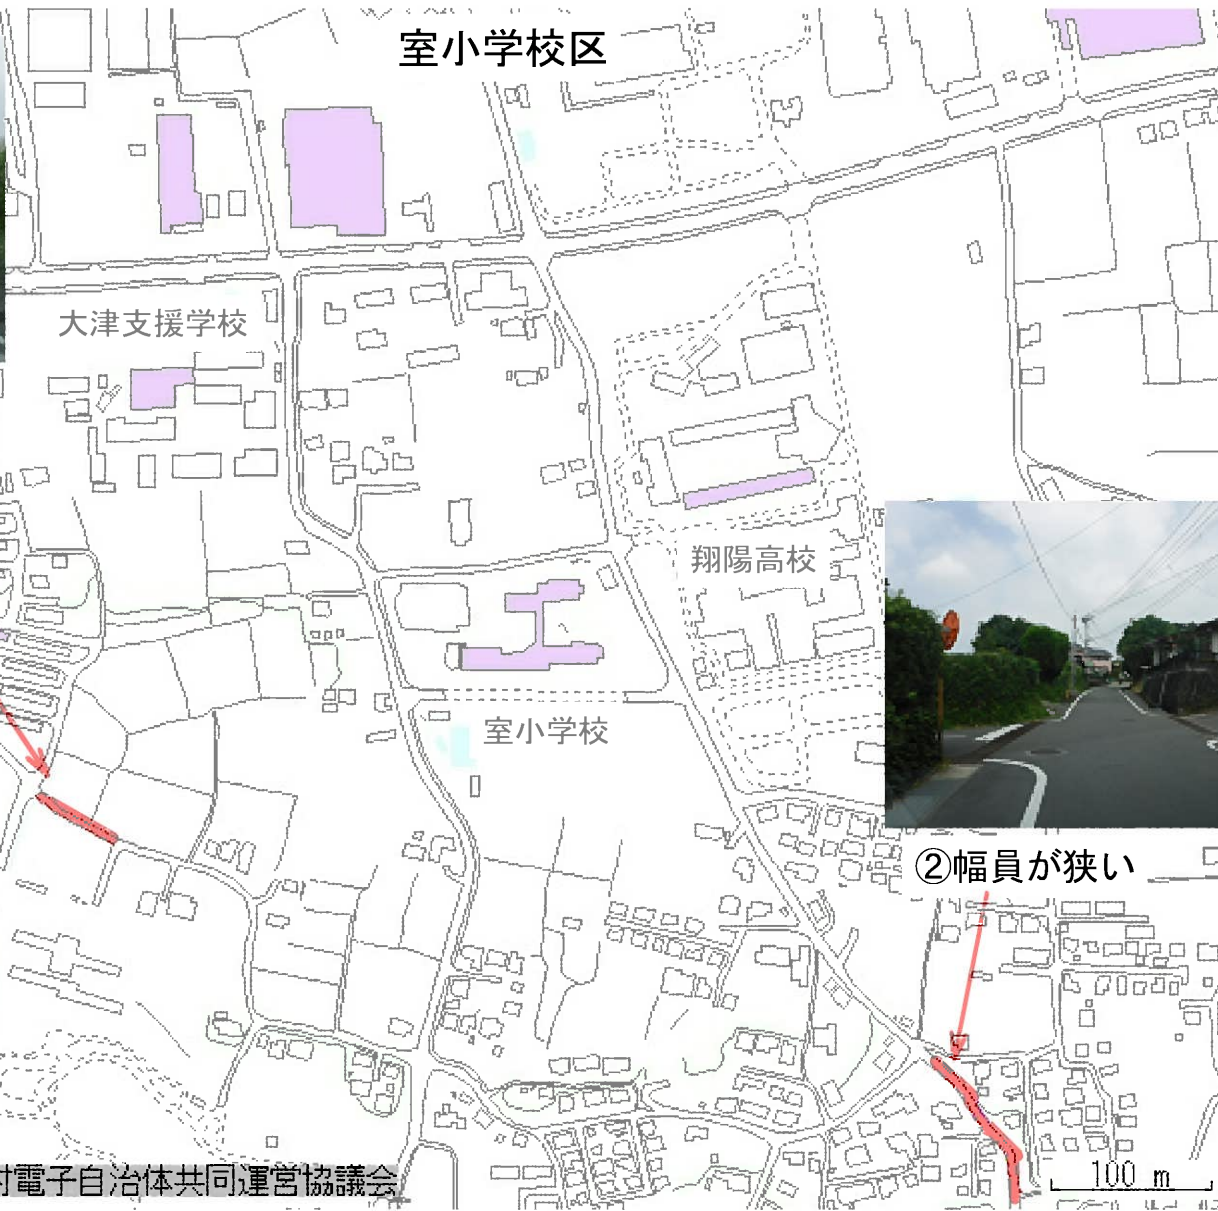 室小学校区
大津支援学校
翔陽高校
室小学校
②幅員が狭い
村電子自治体共同運営協議会
100 m